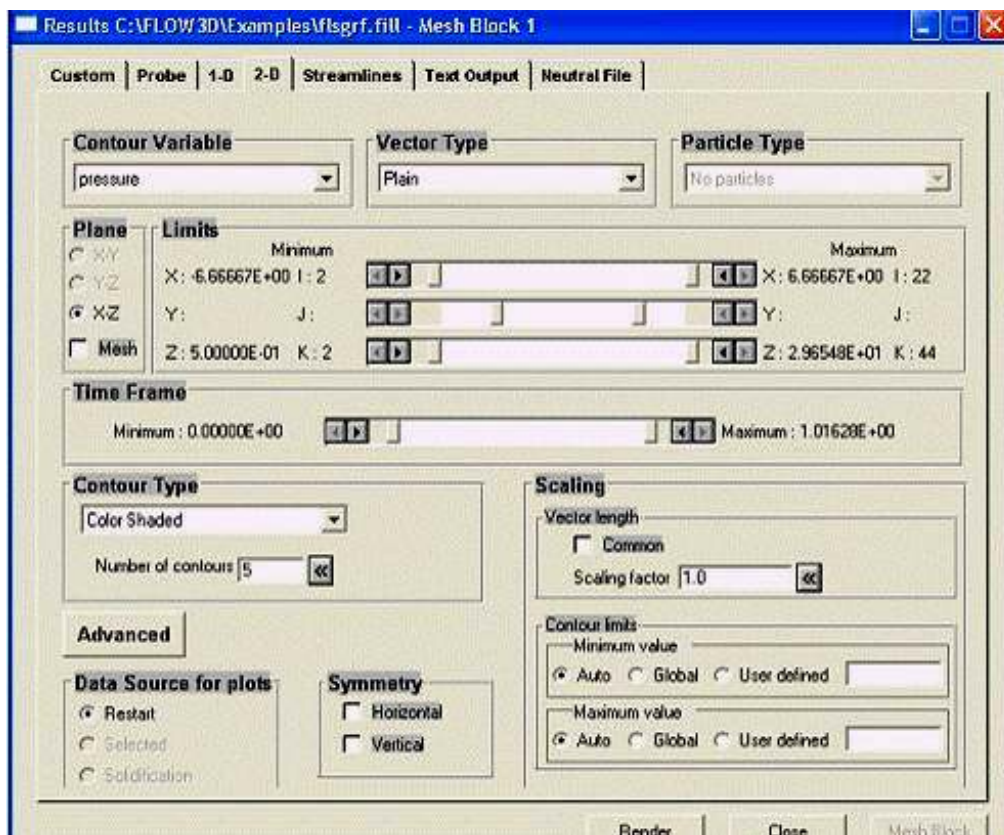 Results C:\FLOW3D\Examples\flsgrf.fill - Mesh Block 1
Custom Probe 1-D 2-D Streamlines Text Output Neutral File
Contour Variable Vector Type Particle Type
pressure Plain No particles
Plane Limits
Minimum Maximum
X-Y X : -6.66667E+00 I : 2 X : 6.66667E+00 I : 22
Y-Z
X-Z Y : J : Y : J :
Mesh Z : 5.00000E-01 K : 2 Z : 2.96548E+01 K : 44
Time Frame
Minimum : 0.00000E+00 Maximum : 1.01628E+00
Contour Type Scaling
Color Shaded Vector length
Common
Number of contours 5 « Scaling factor 1.0 «
Advanced Contour limits
Minimum value
Auto Global User defined
Data Source for plots Symmetry
Restart Horizontal Maximum value
Selected Vertical Auto Global User defined
Solidification
Render Close Mesh Block